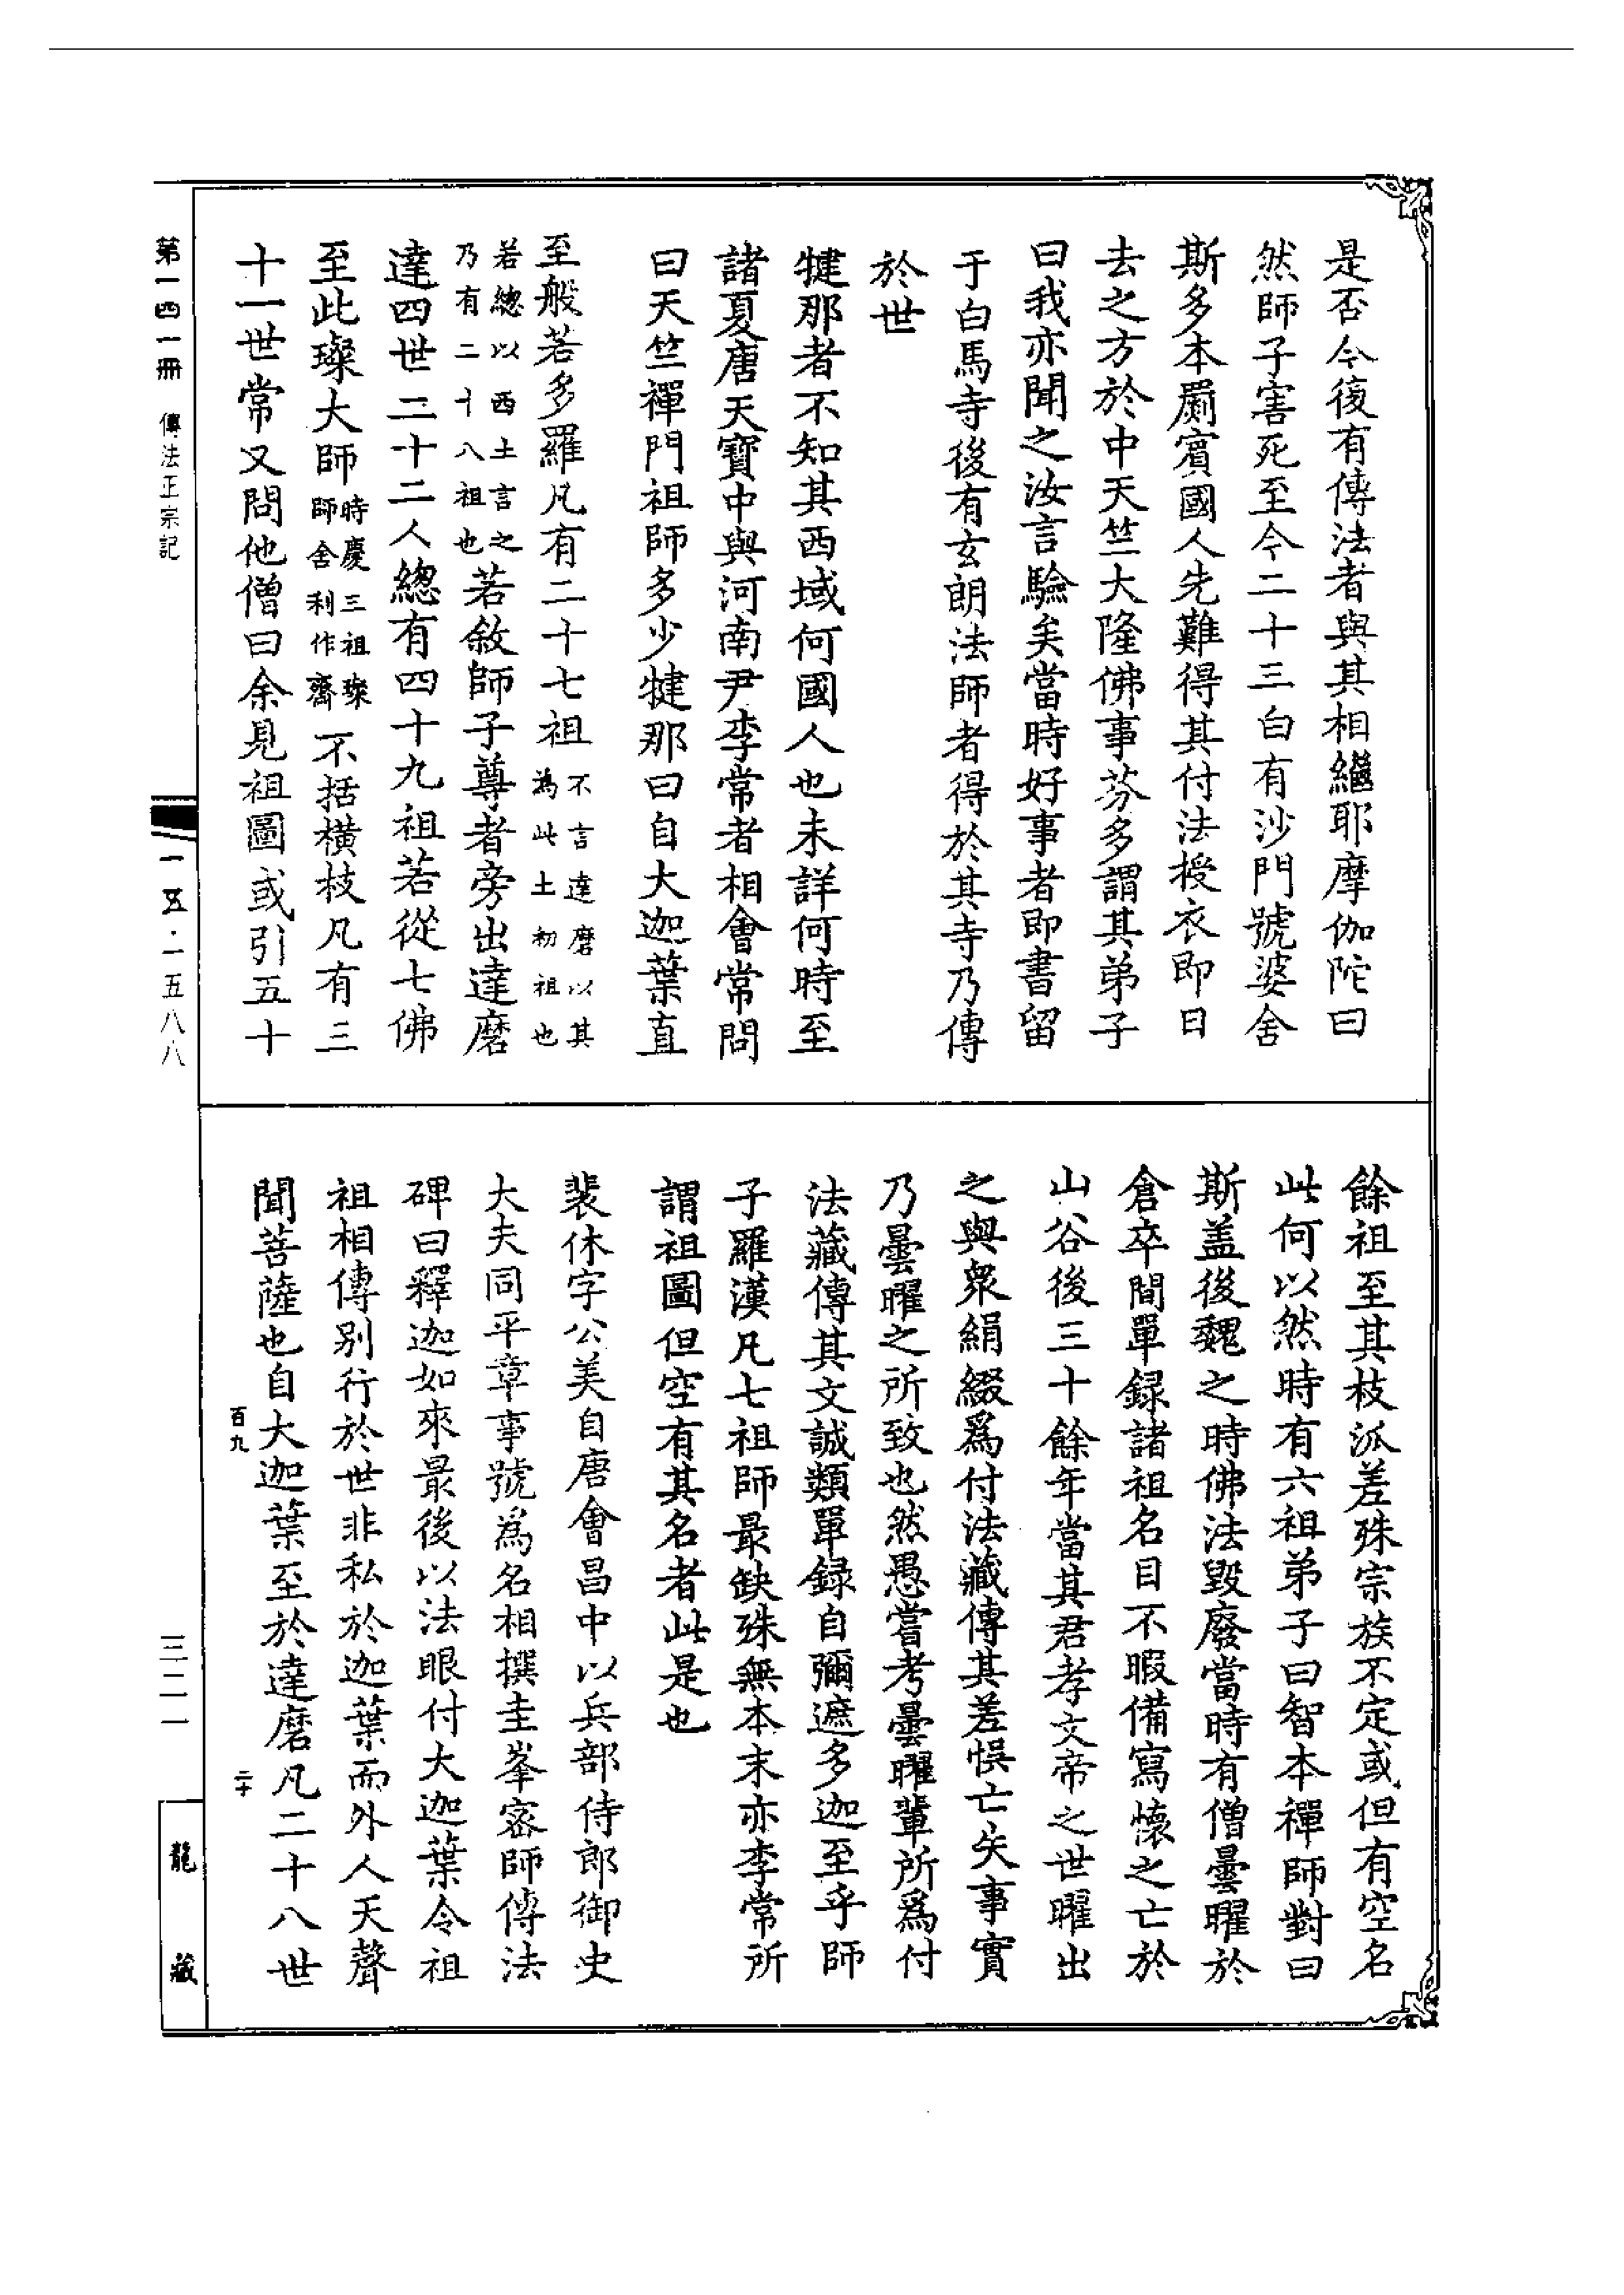 是否今復有傳法者與其相繼耶摩伽陀曰
然師子害死至今二十三白有沙門號婆舍
斯多本罽賓國人先難得其付法授衣即日
去之方於中天竺大隆佛事芬多謂其弟子
曰我亦聞之汝言驗矣當時好事者即書留
于白馬寺後有玄朗法師者得於其寺乃傳
於世
犍那者不知其西域何國人也未詳何時至
諸夏唐天寶中與河南尹李常者相會常問
曰天竺禪門祖師多少犍那曰自大迦葉直
至般若多羅凡有二十七祖不言達磨以其為此土初祖也
若總以西土言之乃有二十八祖也若敘師子尊者旁出達磨
達四世二十二人總有四十九祖若從七佛
至此璨大師時慶三祖璨師舍利作齋不括橫枝凡有三
十一世常又問他僧曰余見祖圖或引五十
餘祖至其枝泒差殊宗族不定或但有空名
此何以然時有六祖弟子曰智本禪師對曰
斯盖後魏之時佛法毀廢當時有僧曇曜於
倉卒間單録諸祖名目不暇備寫懷之亡於
山谷後三十餘年當其君孝文帝之世曜出
之與衆絹綴爲付法藏傳其差悞亡失事實
乃曇曜之所致也然愚嘗考曇曜輩所爲付
法藏傳其文誠類單録自彌遮多迦至乎師
子羅漢凡七祖師最缺殊無本末亦李常所
謂祖圖但空有其名者此是也
裴休字公美自唐會昌中以兵部侍郎御史
大夫同平章事號為名相撰圭峯密師傳法
碑曰釋迦如來最後以法眼付大迦葉令祖
祖相傳別行於世非私於迦葉而外人天聲
聞菩薩也自大迦葉至於達磨凡二十八世
百九
二十
第一四一冊 傳法正宗記
一五·一五八八
三二一
龍藏